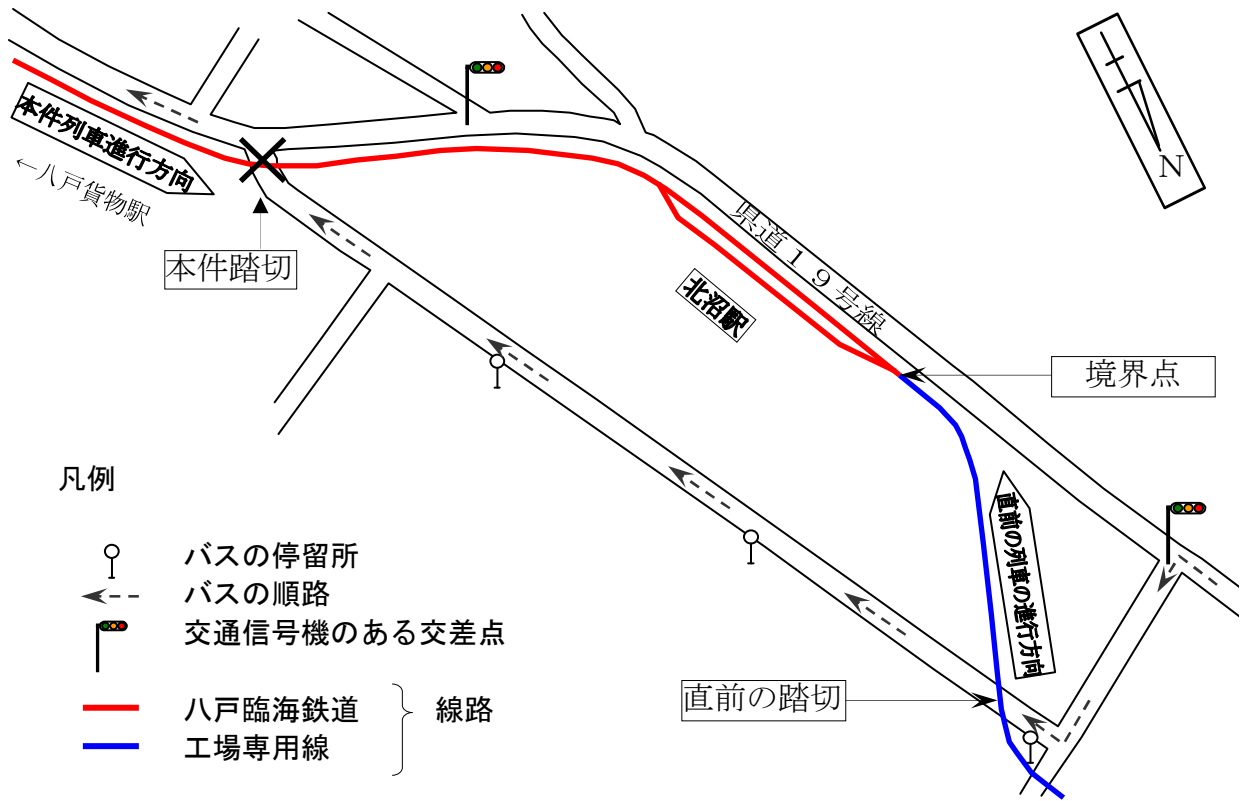 本件列車進行方向
←八戸貨物駅
本件踏切
N
県道19号線
北沼駅
境界点
直前の列車の進行方向
直前の踏切
凡例
バスの停留所
バスの順路
交通信号機のある交差点
八戸臨海鉄道
工場専用線
線路